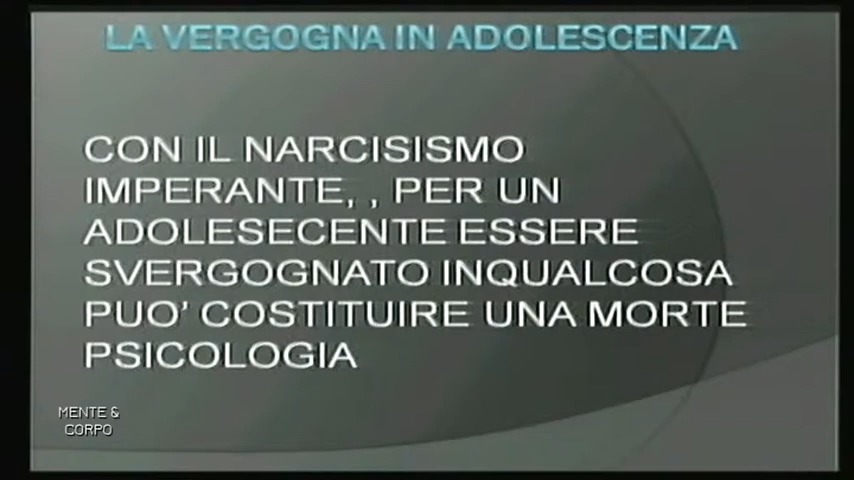 LA VERGOGNA IN ADOLESCENZA
CON IL NARCISISMO
IMPERANTE, , PER UN
ADOLESECENTE ESSERE
SVERGOGNATO INQUALCOSA
PUO’ COSTITUIRE UNA MORTE
PSICOLOGIA
MENTE &
CORPO